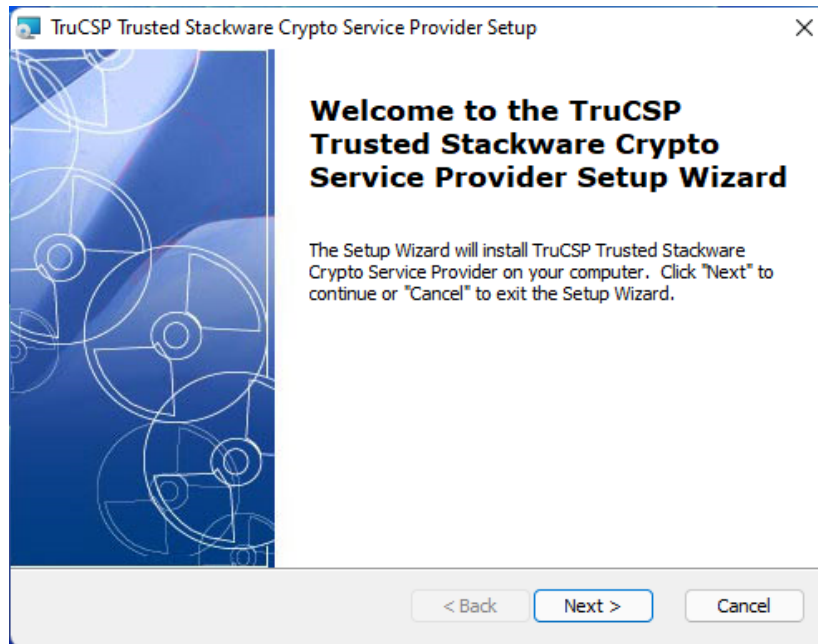 TruCSP Trusted Stackware Crypto Service Provider Setup
Welcome to the TruCSP
Trusted Stackware Crypto
Service Provider Setup Wizard
The Setup Wizard will install TruCSP Trusted Stackware
Crypto Service Provider on your computer.  Click "Next" to
continue or "Cancel" to exit the Setup Wizard.
< Back
Next >
Cancel